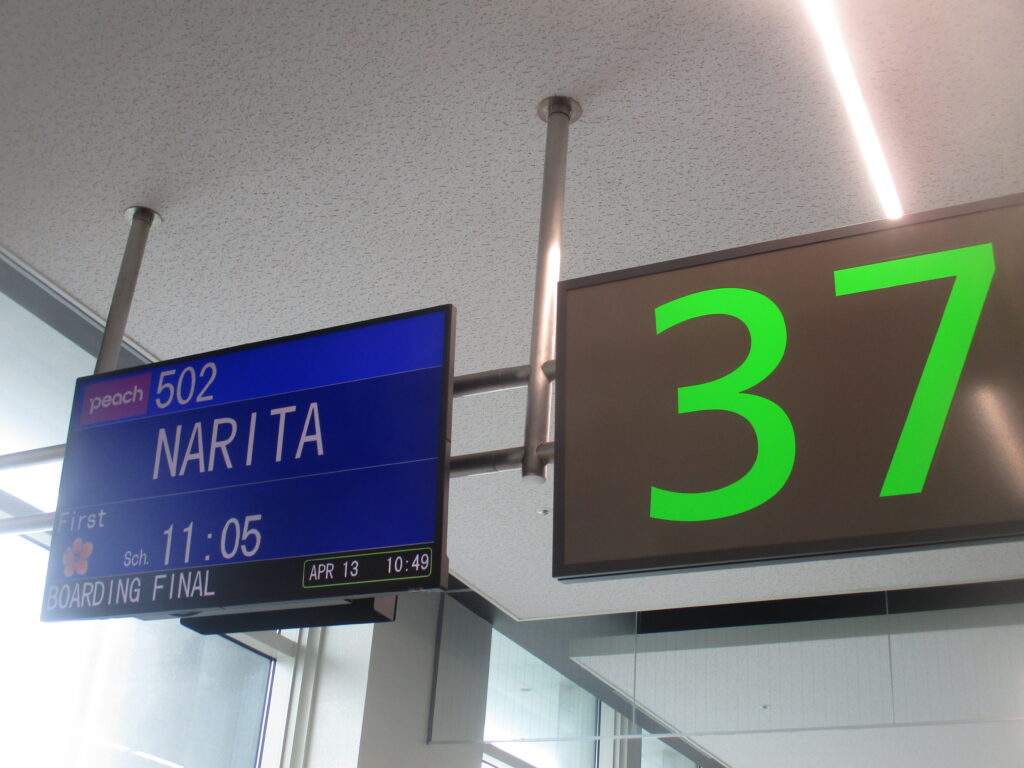 peach 502
NARITA
First
Sch. 11:05
BOARDING FINAL
APR 13 10:49
37